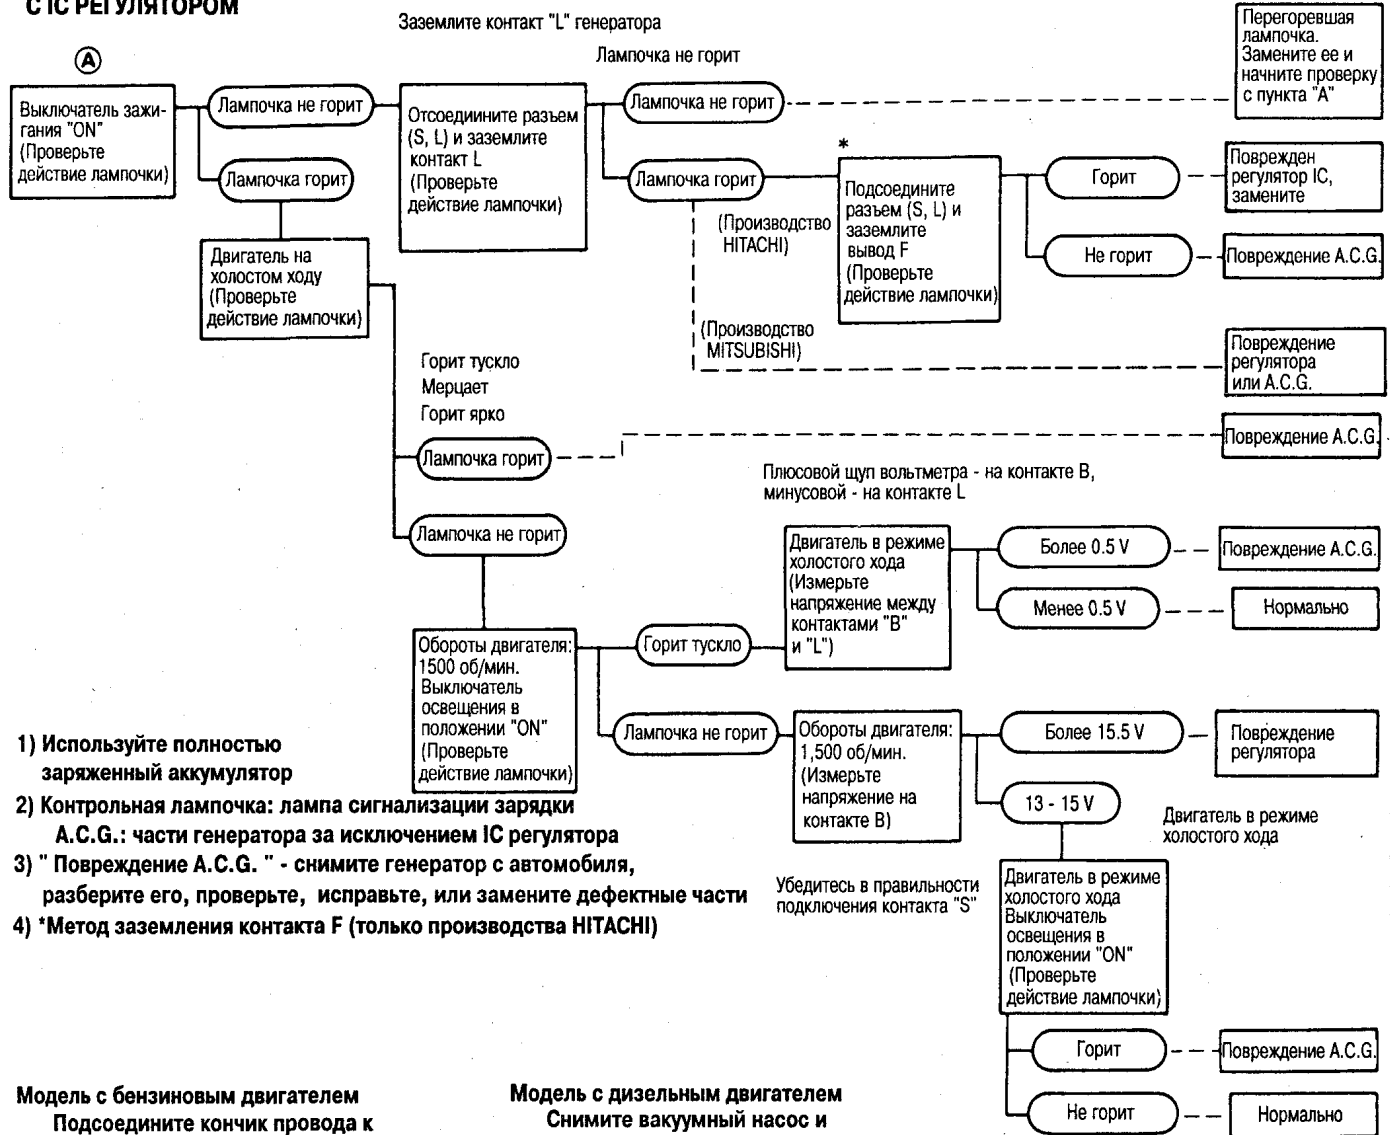 С IC РЕГУЛЯТОРОМ
Заземлите контакт "L" генератора
Лампочка не горит
Перегоревшая
лампочка.
Замените ее и
начните проверку
с пункта "А"
A
Выключатель зажи-
гания "ON"
(Проверьте
действие лампочки)
Лампочка не горит
Лампочка горит
Отсоедиините разъем
(S, L) и заземлите
контакт L
(Проверьте
действие лампочки)
Лампочка не горит
Лампочка горит
*
Подсоедините
разъем (S, L) и
заземлите
вывод F
(Проверьте
действие лампочки)
Горит
Поврежден
регулятор IC,
замените
Не горит
Повреждение A.C.G.
(Производство
HITACHI)
(Производство
MITSUBISHI)
Повреждение
регулятора
или A.C.G.
Двигатель на
холостом ходу
(Проверьте
действие лампочки)
Горит тускло
Мерцает
Горит ярко
Лампочка горит
Повреждение A.C.G.
Плюсовой щуп вольтметра - на контакте B,
минусовой - на контакте L
Лампочка не горит
Двигатель в режиме
холостого хода
(Измерьте
напряжение между
контактами "B"
и "L")
Более 0.5 V
Повреждение A.C.G.
Менее 0.5 V
Нормально
Обороты двигателя:
1500 об/мин.
Выключатель
освещения в
положении "ON"
(Проверьте
действие лампочки)
Горит тускло
Лампочка не горит
Обороты двигателя:
1,500 об/мин.
(Измерьте
напряжение на
контакте B)
Более 15.5 V
Повреждение
регулятора
13 - 15 V
Двигатель в режиме
холостого хода
1) Используйте полностью
заряженный аккумулятор
2) Контрольная лампочка: лампа сигнализации зарядки
A.C.G.: части генератора за исключением IC регулятора
3) " Повреждение A.C.G. " - снимите генератор с автомобиля,
разберите его, проверьте, исправьте, или замените дефектные части
4) *Метод заземления контакта F (только производства HITACHI)
Убедитесь в правильности
подключения контакта "S"
Двигатель в режиме
холостого хода
Выключатель
освещения в
положении "ON"
(Проверьте
действие лампочки)
Горит
Повреждение A.C.G.
Не горит
Нормально
Модель с бензиновым двигателем
Подсоедините кончик провода к
Модель с дизельным двигателем
Снимите вакуумный насос и